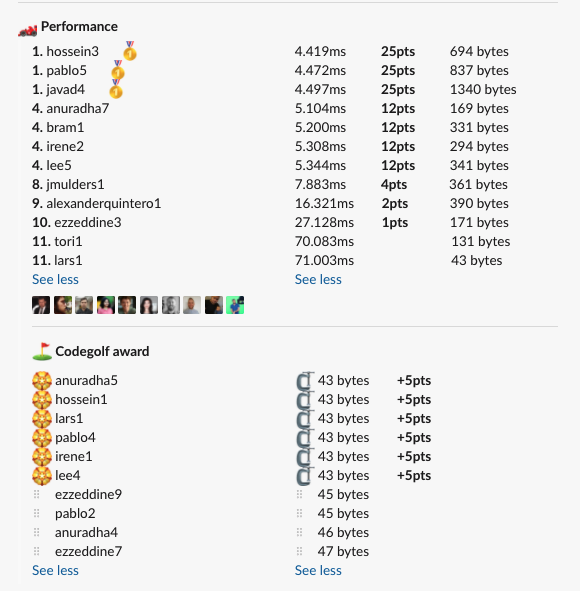 Performance
1. hossein3 4.419ms 25pts 694 bytes
1. pablo5 4.472ms 25pts 837 bytes
1. javad4 4.497ms 25pts 1340 bytes
4. anuradha7 5.104ms 12pts 169 bytes
4. bram1 5.200ms 12pts 331 bytes
4. irene2 5.308ms 12pts 294 bytes
4. lee5 5.344ms 12pts 341 bytes
8. jmulders1 7.883ms 4pts 361 bytes
9. alexanderquintero1 16.321ms 2pts 390 bytes
10. ezzeddine3 27.128ms 1pts 171 bytes
11. tori1 70.083ms 131 bytes
11. lars1 71.003ms 43 bytes
See less See less
Codegolf award
anuradha5 43 bytes +5pts
hossein1 43 bytes +5pts
lars1 43 bytes +5pts
pablo4 43 bytes +5pts
irene1 43 bytes +5pts
lee4 43 bytes +5pts
ezzeddine9 45 bytes
pablo2 45 bytes
anuradha4 46 bytes
ezzeddine7 47 bytes
See less See less